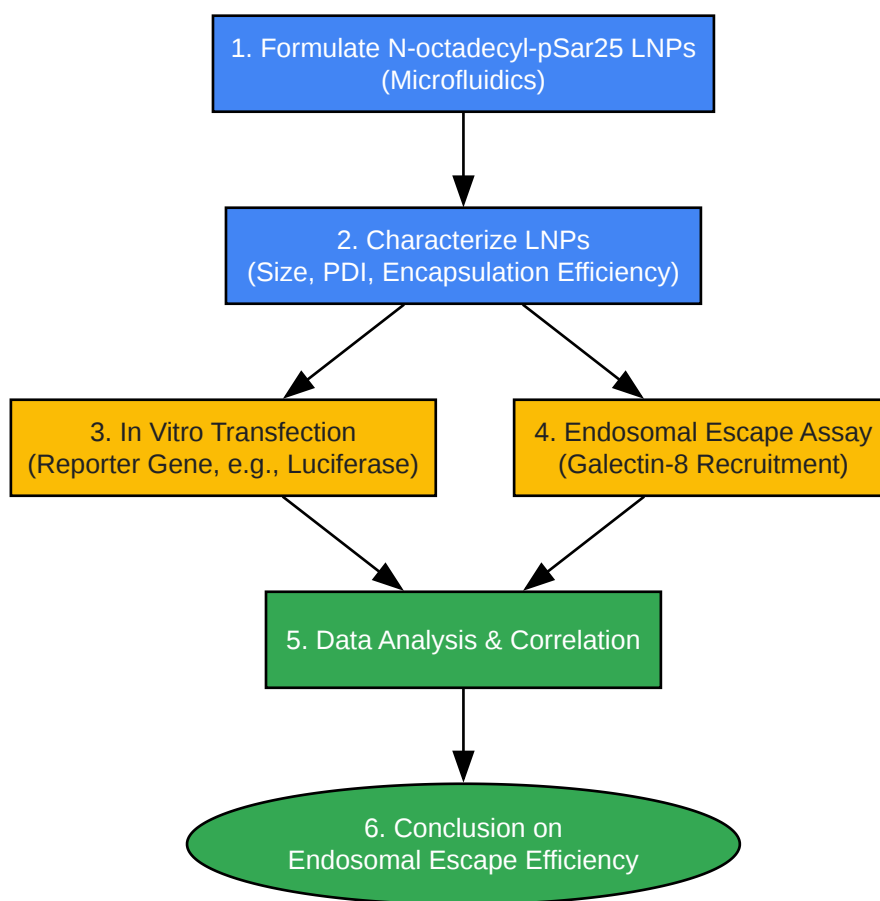 1. Formulate N-octadecyl-pSar25 LNPs
(Microfluidics)
2. Characterize LNPs
(Size, PDI, Encapsulation Efficiency)
3. In Vitro Transfection
(Reporter Gene, e.g., Luciferase)
4. Endosomal Escape Assay
(Galectin-8 Recruitment)
5. Data Analysis & Correlation
6. Conclusion on
Endosomal Escape Efficiency